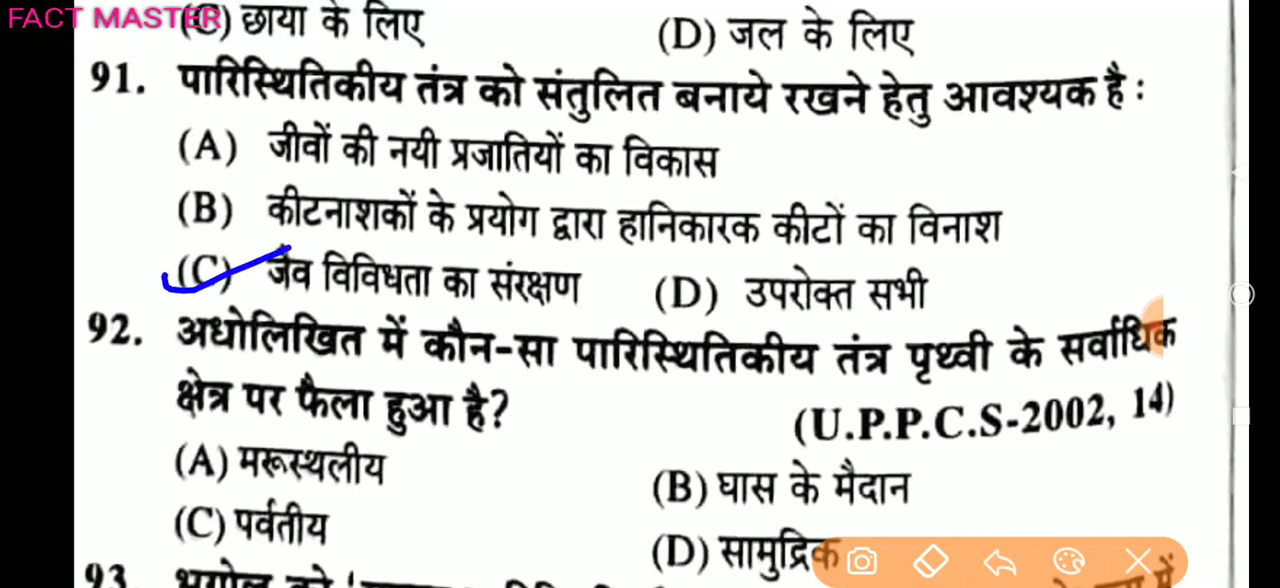 FACT MASTER
(C) छाया के लिए (D) जल के लिए
91. पारिस्थितिकीय तंत्र को संतुलित बनाये रखने हेतु आवश्यक है :
(A) जीवों की नयी प्रजातियों का विकास
(B) कीटनाशकों के प्रयोग द्वारा हानिकारक कीटों का विनाश
(C) जैव विविधता का संरक्षण (D) उपरोक्त सभी
92. अधोलिखित में कौन-सा पारिस्थितिकीय तंत्र पृथ्वी के सर्वाधिक
क्षेत्र पर फैला हुआ है?
(U.P.P.C.S-2002, 14)
(A) मरूस्थलीय (B) घास के मैदान
(C) पर्वतीय (D) सामुद्रिक
93.